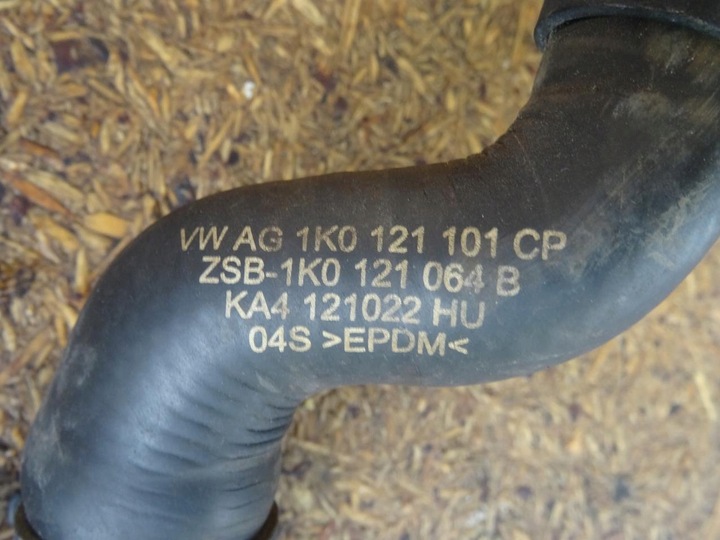 VW AG 1K0 121 101 CP
ZSB-1K0 121 064 B
KA4 121022 HU
04S >EPDM<